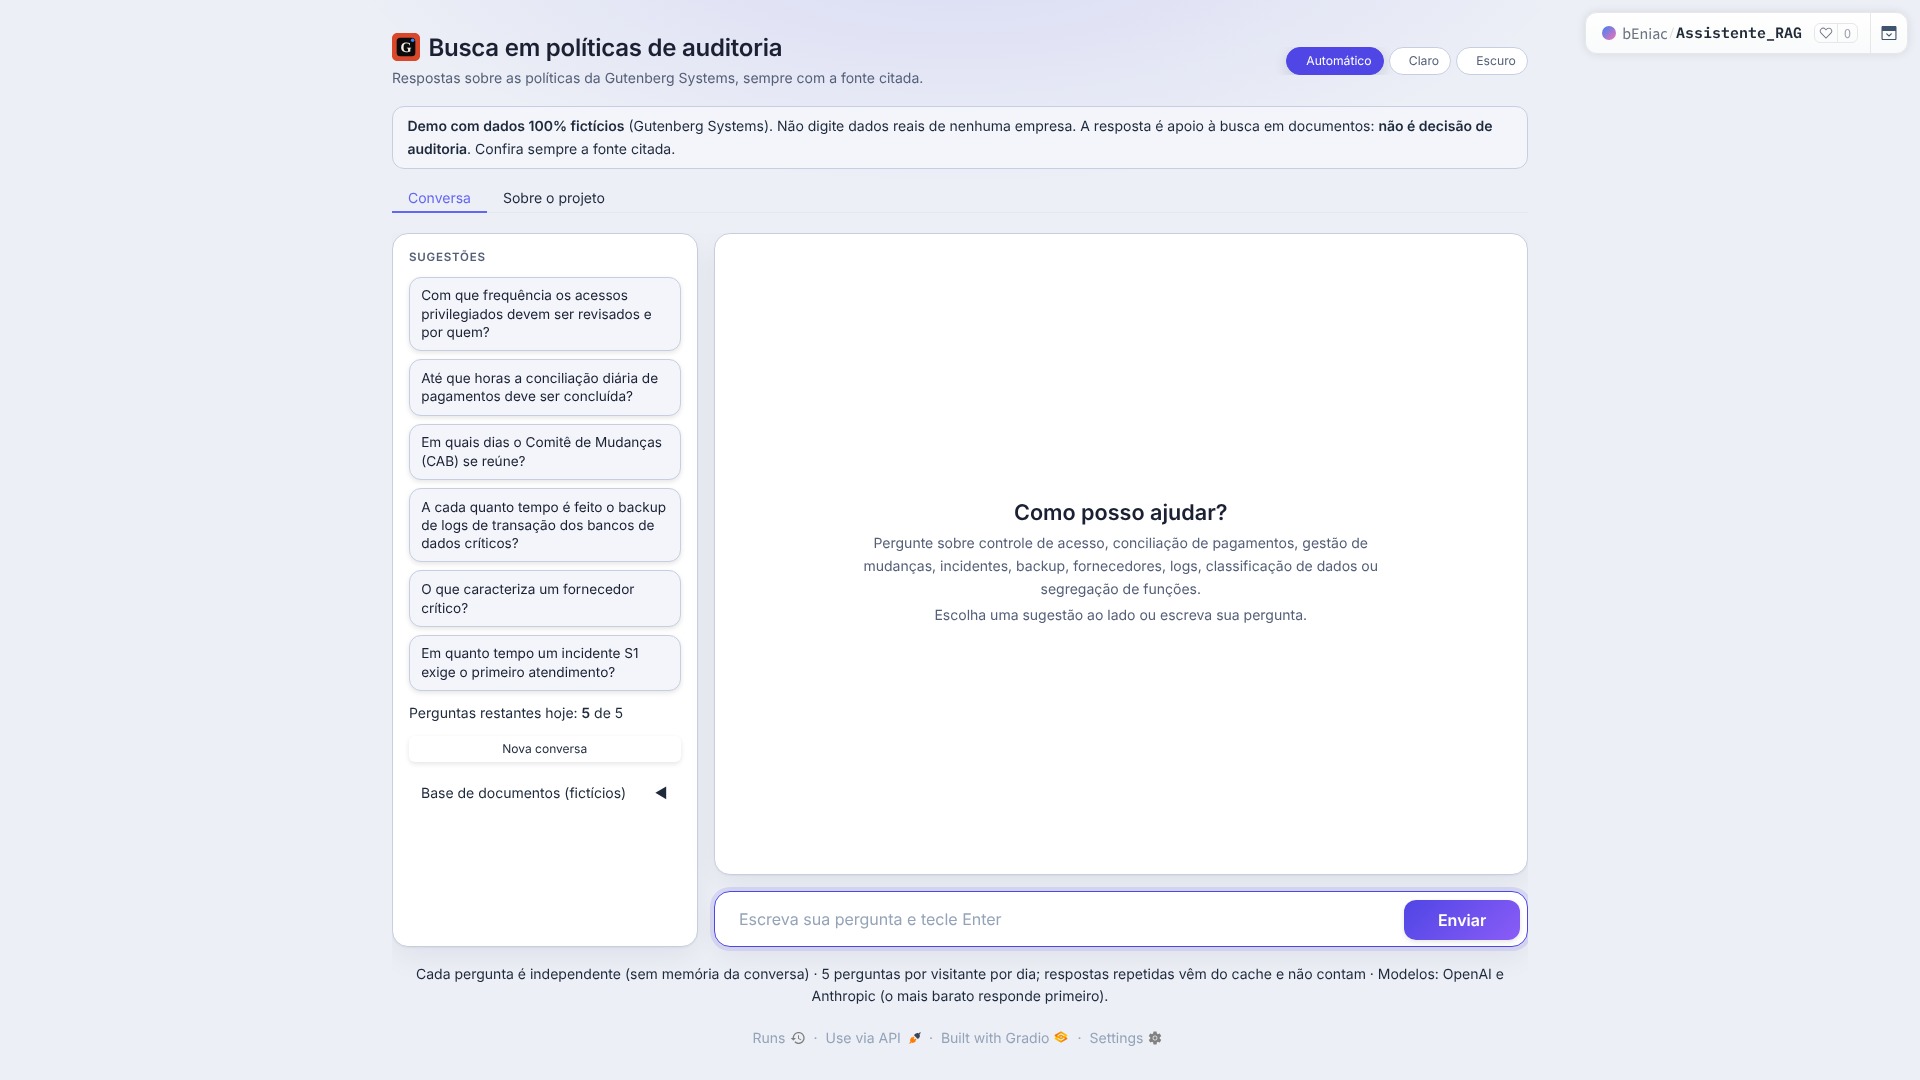 G Busca em políticas de auditoria
Respostas sobre as políticas da Gutenberg Systems, sempre com a fonte citada.
Automático
Claro
Escuro
bEniac/Assistente_RAG
0
Demo com dados 100% fictícios (Gutenberg Systems). Não digite dados reais de nenhuma empresa. A resposta é apoio à busca em documentos: não é decisão de
auditoria. Confira sempre a fonte citada.
Conversa
Sobre o projeto
SUGESTÕES
Com que frequência os acessos
privilegiados devem ser revisados e
por quem?
Até que horas a conciliação diária de
pagamentos deve ser concluída?
Em quais dias o Comitê de Mudanças
(CAB) se reúne?
A cada quanto tempo é feito o backup
de logs de transação dos bancos de
dados críticos?
O que caracteriza um fornecedor
crítico?
Em quanto tempo um incidente S1
exige o primeiro atendimento?
Perguntas restantes hoje: 5 de 5
Nova conversa
Base de documentos (fictícios)
Como posso ajudar?
Pergunte sobre controle de acesso, conciliação de pagamentos, gestão de
mudanças, incidentes, backup, fornecedores, logs, classificação de dados ou
segregação de funções.
Escolha uma sugestão ao lado ou escreva sua pergunta.
Escreva sua pergunta e tecle Enter
Enviar
Cada pergunta é independente (sem memória da conversa) · 5 perguntas por visitante por dia; respostas repetidas vêm do cache e não contam · Modelos: OpenAI e
Anthropic (o mais barato responde primeiro).
Runs · Use via API · Built with Gradio · Settings